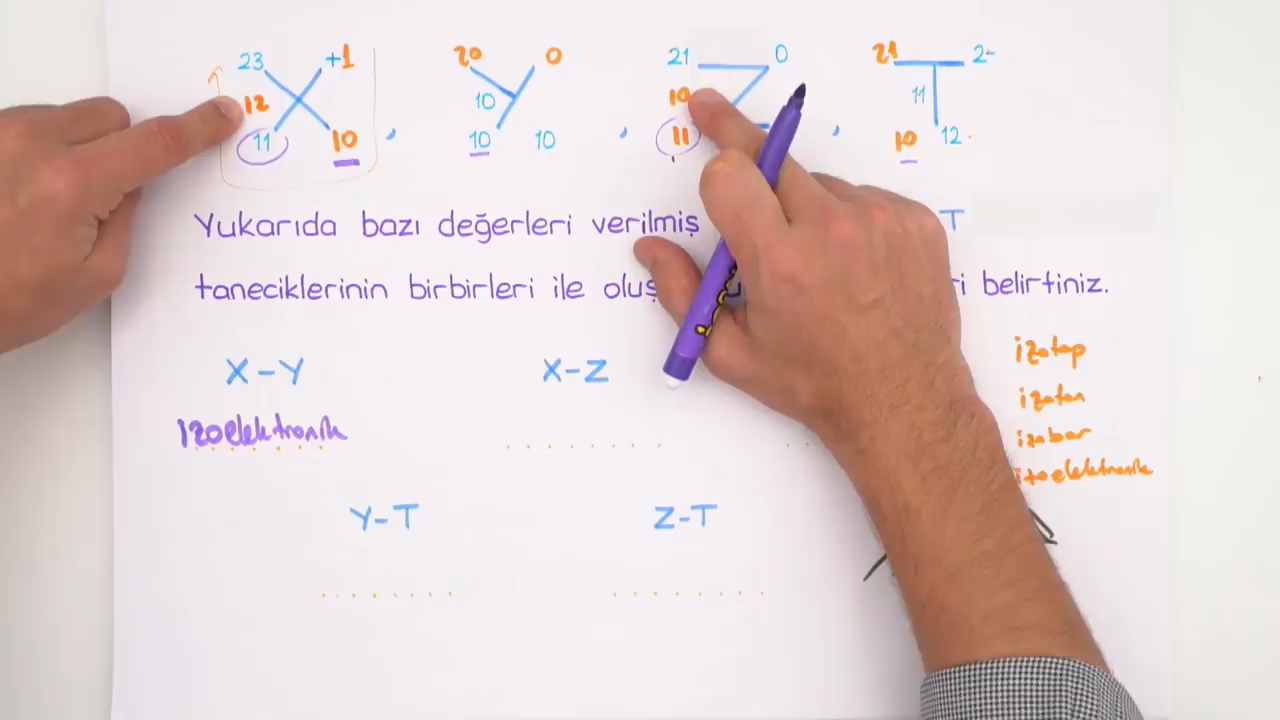 23 +1 20 0 21 0 21 2-
12 X 10 Y 10 11 T
11 10 , 10 10 , 11 , 10 12
Yukarıda bazı değerleri verilmiş T
taneciklerinin birbirleri ile belirtiniz.
X-Y X-Z
izotop
izoton
izobar
izoelektronik
izoelektronik
Y-T Z-T